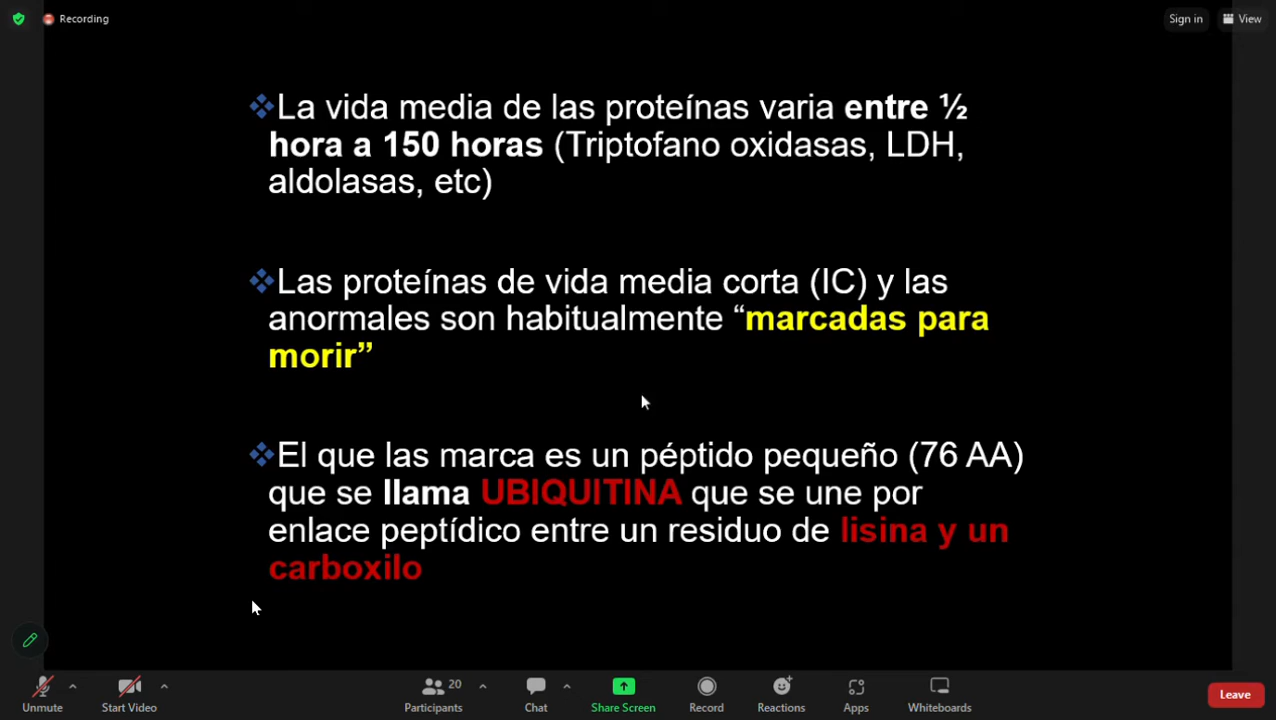 Recording
Sign in
View
La vida media de las proteínas varia entre ½
hora a 150 horas (Triptofano oxidasas, LDH,
aldolasas, etc)
Las proteínas de vida media corta (IC) y las
anormales son habitualmente “marcadas para
morir”
El que las marca es un péptido pequeño (76 AA)
que se llama UBIQUITINA que se une por
enlace peptídico entre un residuo de lisina y un
carboxilo
20
Unmute
Start Video
Participants
Chat
Share Screen
Record
Reactions
Apps
Whiteboards
Leave